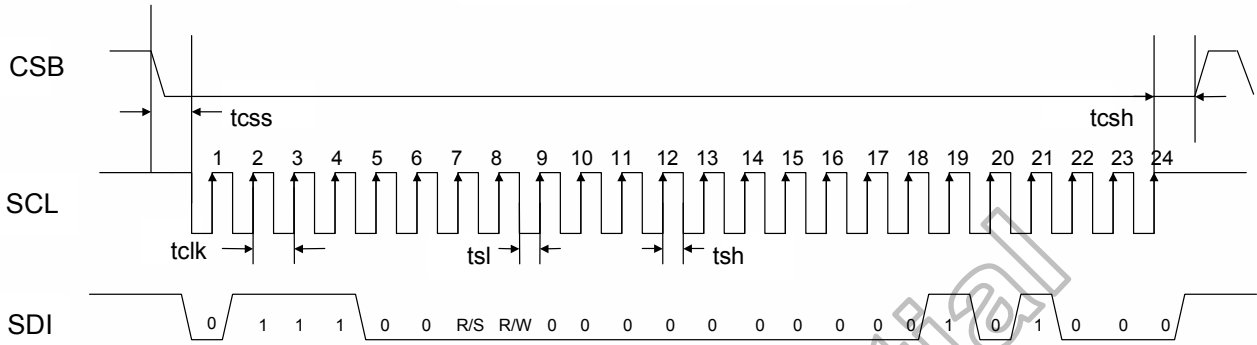 CSB
tcss
tcsh
1 2 3 4 5 6 7 8 9 10 11 12 13 14 15 16 17 18 19 20 21 22 23 24
SCL
tclk
tsl
tsh
SDI
0 1 1 1 0 0 R/S R/W 0 0 0 0 0 0 0 0 0 1 0 1 0 0 0